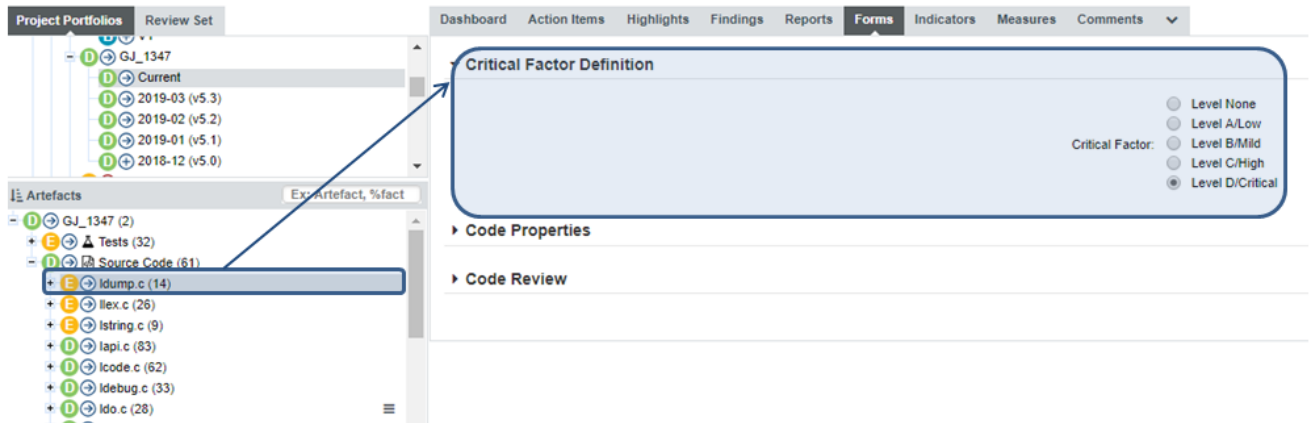 Project Portfolios Review Set
GJ_1347
Current
2019-03 (v5.3)
2019-02 (v5.2)
2019-01 (v5.1)
2018-12 (v5.0)
Artefacts Ex: Artefact, %fact
D GJ_1347 (2)
E Tests (32)
D Source Code (61)
E ldump.c (14)
E llex.c (26)
E lstring.c (9)
D lapi.c (83)
D lcode.c (62)
D ldebug.c (33)
D ldo.c (28)
Dashboard Action Items Highlights Findings Reports Forms Indicators Measures Comments
Critical Factor Definition
Level None
Level A/Low
Critical Factor: Level B/Mild
Level C/High
Level D/Critical
Code Properties
Code Review